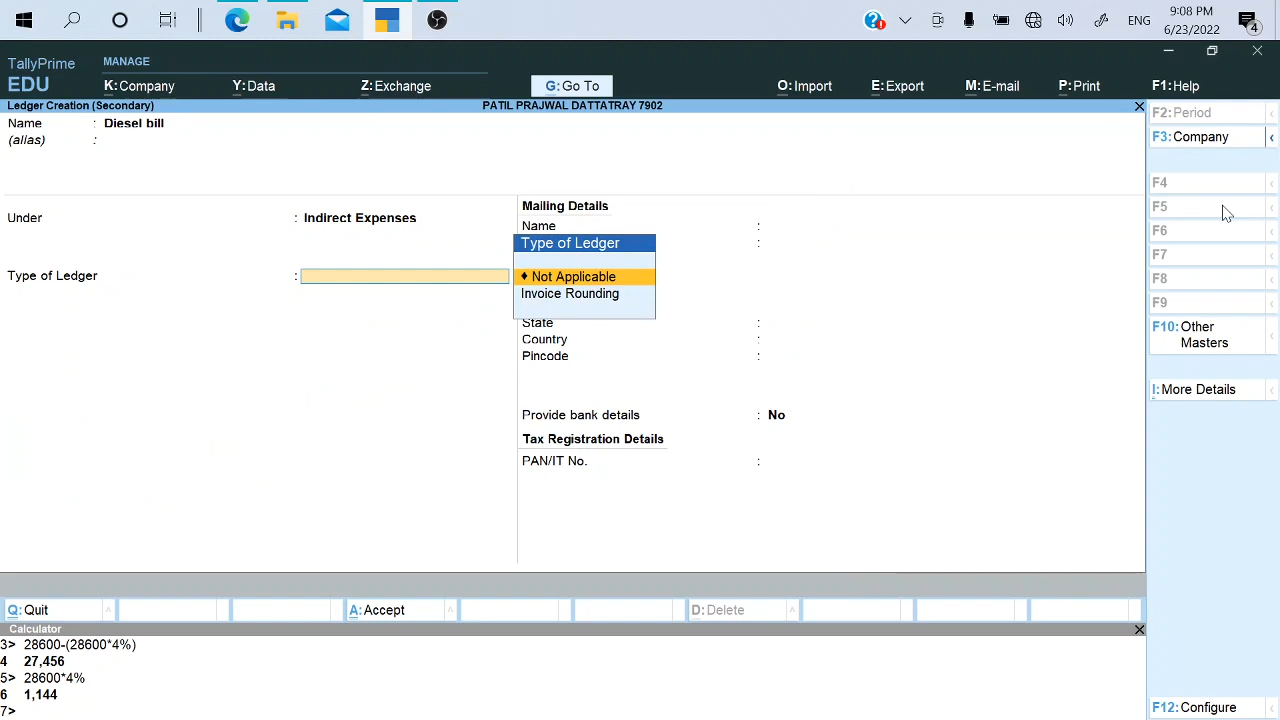 ENG
9:08 PM
6/23/2022
4
TallyPrime
MANAGE
EDU
K:Company
Y:Data
Z:Exchange
G:Go To
O:Import
E:Export
M:E-mail
P:Print
F1:Help
Ledger Creation (Secondary)
PATIL PRAJWAL DATTATRAY 7902
Name : Diesel bill
(alias) :
Under : Indirect Expenses
Type of Ledger :
Mailing Details
Name :
Type of Ledger
:
♦ Not Applicable
Invoice Rounding
State :
Country :
Pincode :
Provide bank details : No
Tax Registration Details
PAN/IT No. :
F2:Period
F3:Company
F4
F5
F6
F7
F8
F9
F10:Other
Masters
I:More Details
F12:Configure
Q:Quit
A:Accept
D:Delete
Calculator
3> 28600-(28600*4%)
4 27,456
5> 28600*4%
6 1,144
7>